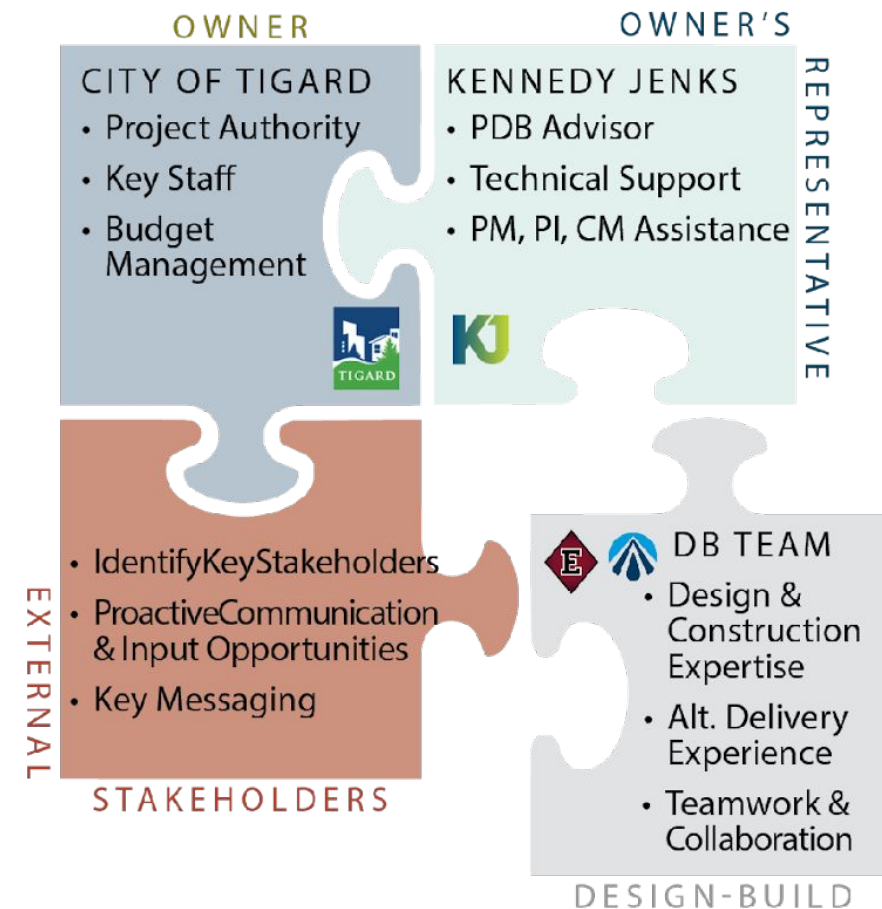 OWNER
CITY OF TIGARD
• Project Authority
• Key Staff
• Budget
Management
TIGARD
OWNER'S
REPRESENTATIVE
KENNEDY JENKS
• PDB Advisor
• Technical Support
• PM, PI, CM Assistance
KJ
EXTERNAL
• IdentifyKeyStakeholders
• ProactiveCommunication
& Input Opportunities
• Key Messaging
STAKEHOLDERS
E
DB TEAM
• Design &
Construction
Expertise
• Alt. Delivery
Experience
• Teamwork &
Collaboration
DESIGN-BUILD